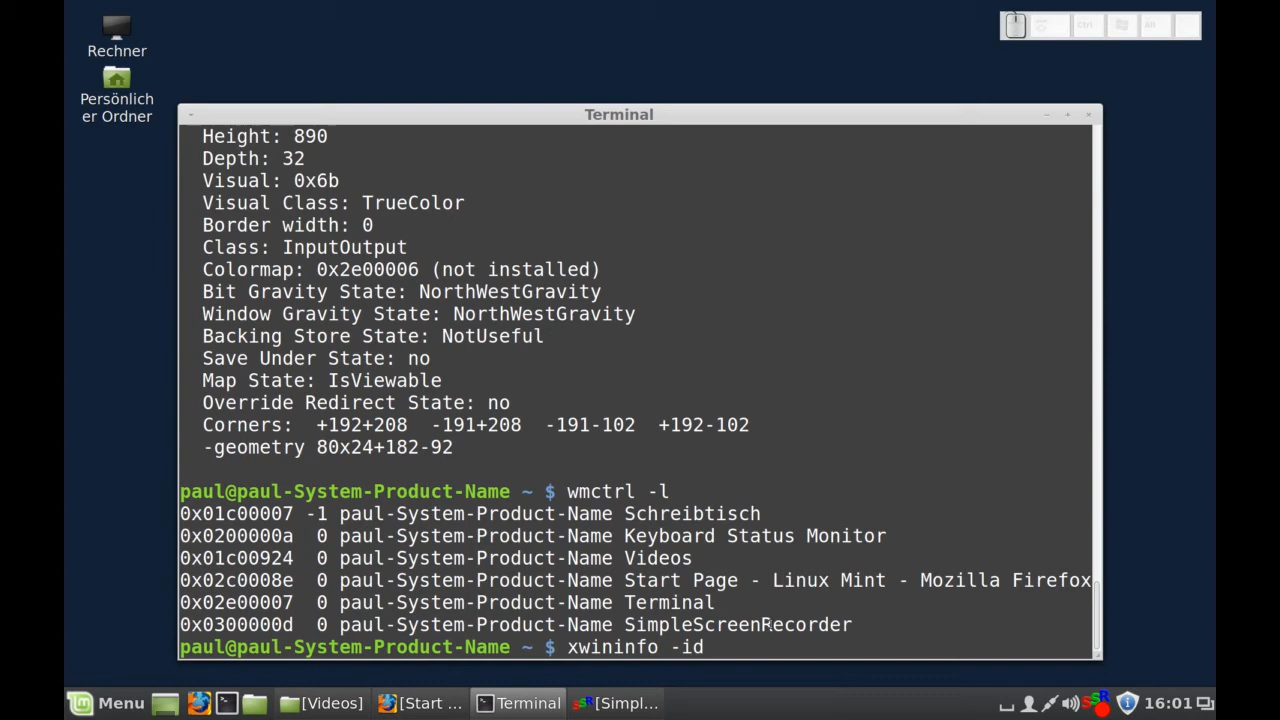 Rechner
Persönlich
er Ordner
Ctrl
Alt
Terminal
Height: 890
Depth: 32
Visual: 0x6b
Visual Class: TrueColor
Border width: 0
Class: InputOutput
Colormap: 0x2e00006 (not installed)
Bit Gravity State: NorthWestGravity
Window Gravity State: NorthWestGravity
Backing Store State: NotUseful
Save Under State: no
Map State: IsViewable
Override Redirect State: no
Corners:  +192+208  -191+208  -191-102  +192-102
-geometry 80x24+182-92
paul@paul-System-Product-Name ~ $ wmctrl -l
0x01c00007 -1 paul-System-Product-Name Schreibtisch
0x0200000a  0 paul-System-Product-Name Keyboard Status Monitor
0x01c00924  0 paul-System-Product-Name Videos
0x02c0008e  0 paul-System-Product-Name Start Page - Linux Mint - Mozilla Firefox
0x02e00007  0 paul-System-Product-Name Terminal
0x0300000d  0 paul-System-Product-Name SimpleScreenRecorder
paul@paul-System-Product-Name ~ $ xwininfo -id
Menu
[Videos]
[Start ...
Terminal
[Simpl...
SSR
16:01